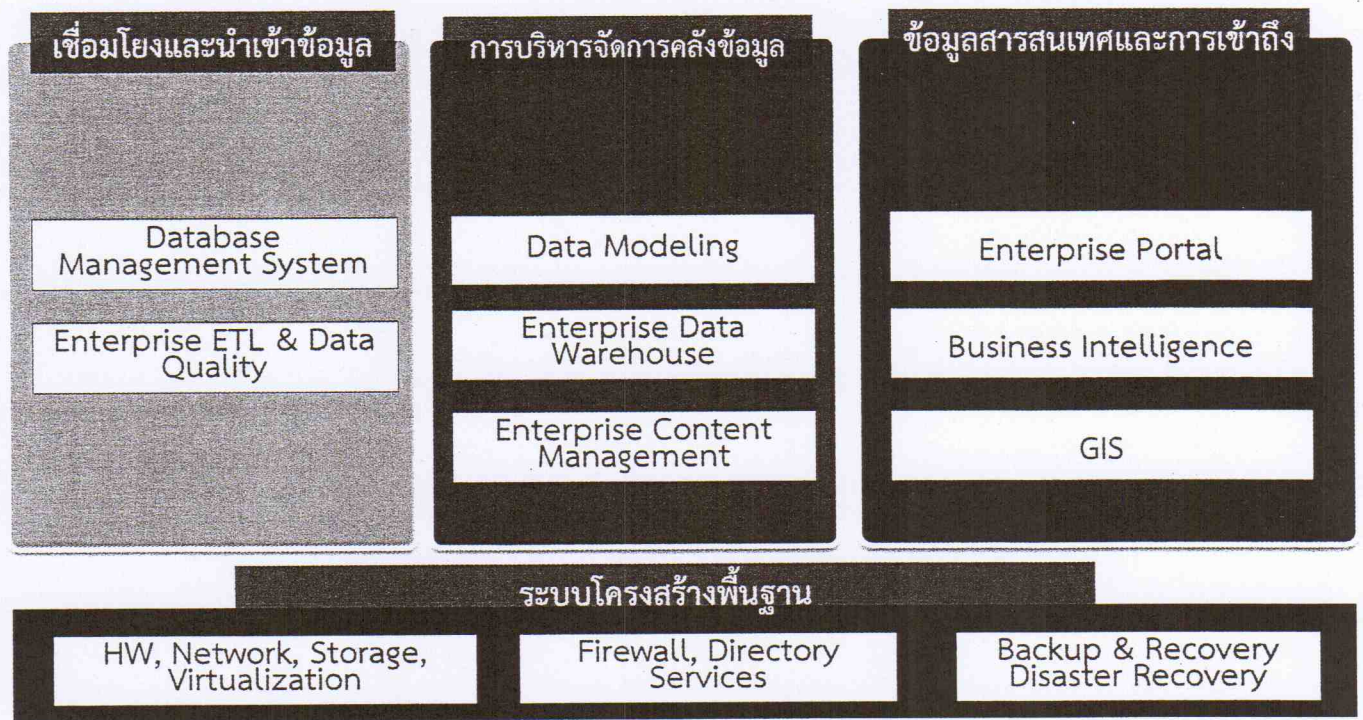 เชื่อมโยงและนำเข้าข้อมูล
Database
Management System
Enterprise ETL & Data
Quality
การบริหารจัดการคลังข้อมูล
Data Modeling
Enterprise Data
Warehouse
Enterprise Content
Management
ข้อมูลสารสนเทศและการเข้าถึง
Enterprise Portal
Business Intelligence
GIS
ระบบโครงสร้างพื้นฐาน
HW, Network, Storage,
Virtualization
Firewall, Directory
Services
Backup & Recovery
Disaster Recovery